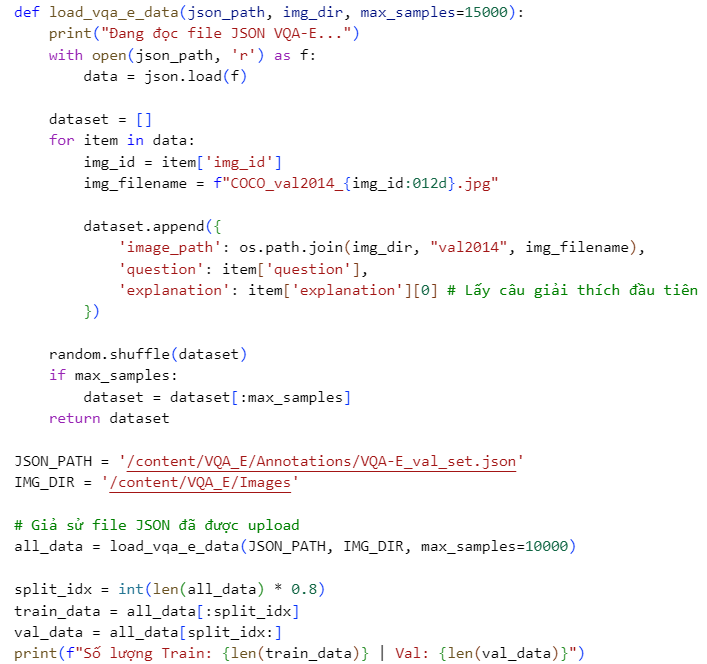 def load_vqa_e_data(json_path, img_dir, max_samples=15000):
    print("Đang đọc file JSON VQA-E...")
    with open(json_path, 'r') as f:
        data = json.load(f)

    dataset = []
    for item in data:
        img_id = item['img_id']
        img_filename = f"COCO_val2014_{img_id:012d}.jpg"

        dataset.append({
            'image_path': os.path.join(img_dir, "val2014", img_filename),
            'question': item['question'],
            'explanation': item['explanation'][0] # Lấy câu giải thích đầu tiên
        })

    random.shuffle(dataset)
    if max_samples:
        dataset = dataset[:max_samples]
    return dataset

JSON_PATH = '/content/VQA_E/Annotations/VQA-E_val_set.json'
IMG_DIR = '/content/VQA_E/Images'

# Giả sử file JSON đã được upload
all_data = load_vqa_e_data(JSON_PATH, IMG_DIR, max_samples=10000)

split_idx = int(len(all_data) * 0.8)
train_data = all_data[:split_idx]
val_data = all_data[split_idx:]
print(f"Số lượng Train: {len(train_data)} | Val: {len(val_data)}")